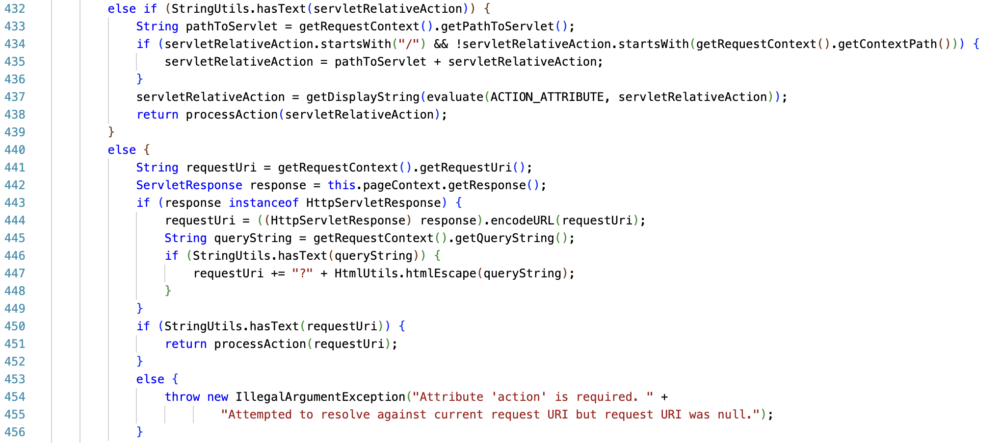 432 else if (StringUtils.hasText(servletRelativeAction)) {
433 String pathToServlet = getRequestContext().getPathToServlet();
434 if (servletRelativeAction.startsWith("/") && !servletRelativeAction.startsWith(getRequestContext().getContextPath())) {
435 servletRelativeAction = pathToServlet + servletRelativeAction;
436 }
437 servletRelativeAction = getDisplayString(evaluate(ACTION_ATTRIBUTE, servletRelativeAction));
438 return processAction(servletRelativeAction);
439 }
440 else {
441 String requestUri = getRequestContext().getRequestUri();
442 ServletResponse response = this.pageContext.getResponse();
443 if (response instanceof HttpServletResponse) {
444 requestUri = ((HttpServletResponse) response).encodeURL(requestUri);
445 String queryString = getRequestContext().getQueryString();
446 if (StringUtils.hasText(queryString)) {
447 requestUri += "?" + HtmlUtils.htmlEscape(queryString);
448 }
449 }
450 if (StringUtils.hasText(requestUri)) {
451 return processAction(requestUri);
452 }
453 else {
454 throw new IllegalArgumentException("Attribute 'action' is required. " +
455 "Attempted to resolve against current request URI but request URI was null.");
456 }